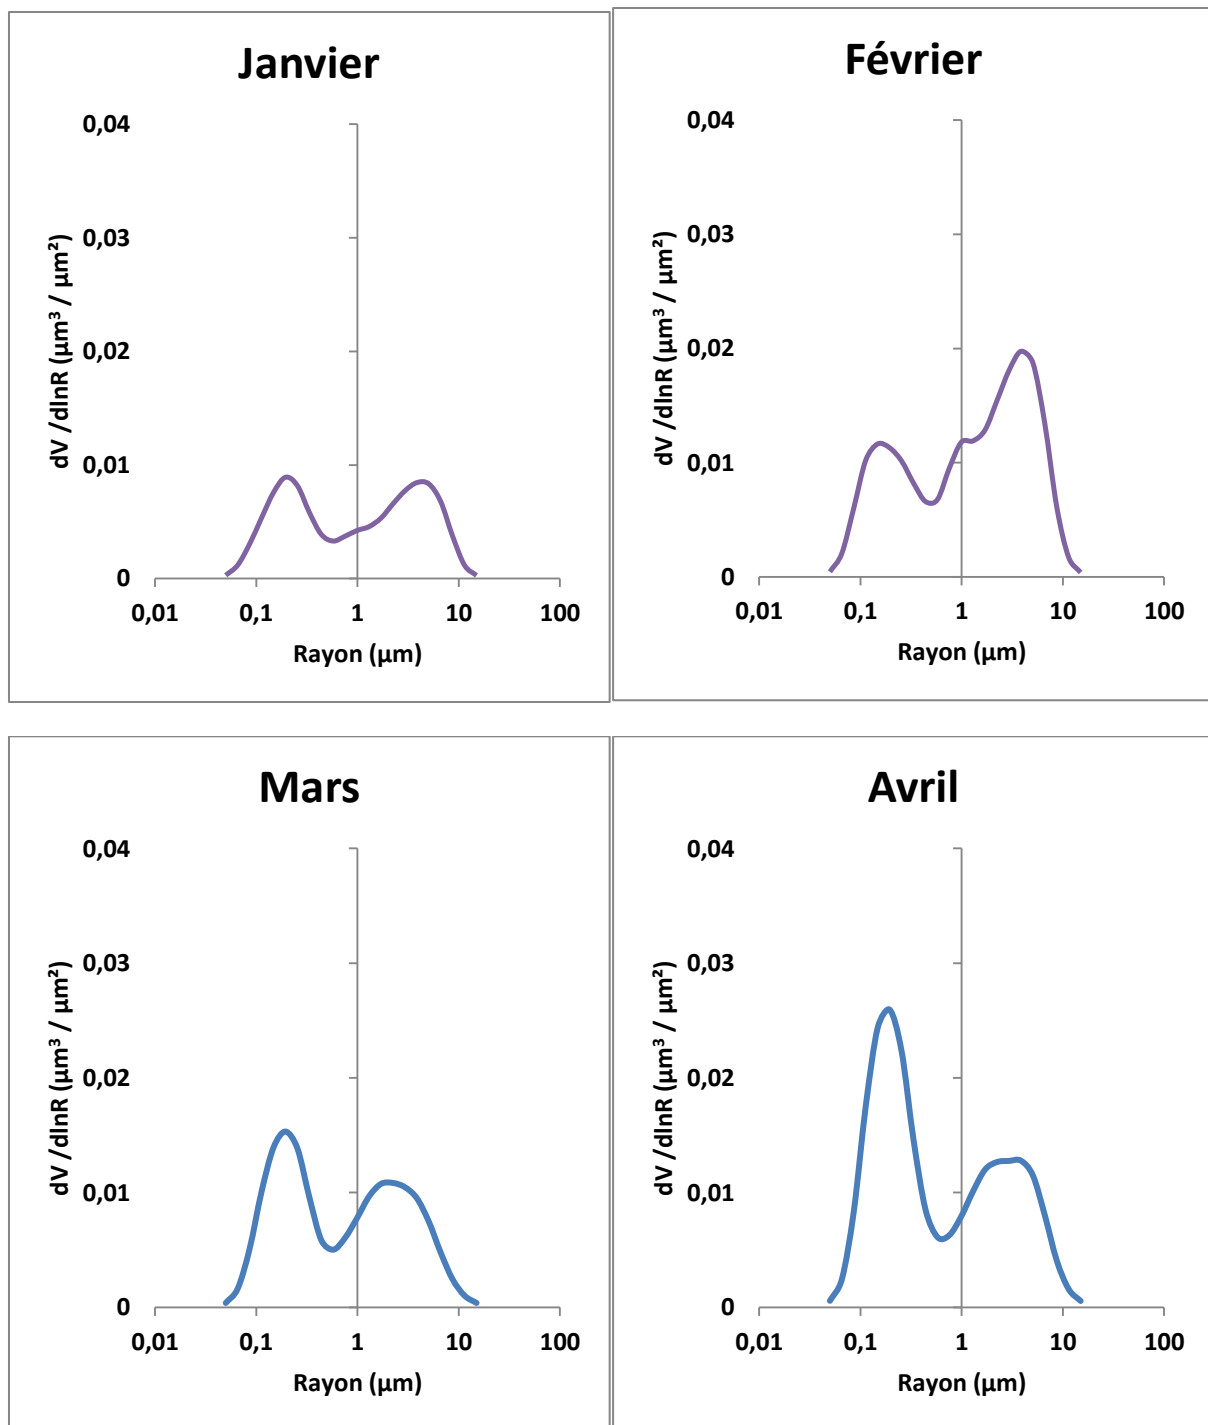 Janvier
0,04
0,03
0,02
0,01
0
dV /dlnR (µm³ / µm²)
0,01 0,1 1 10 100
Rayon (µm)
Février
0,04
0,03
0,02
0,01
0
dV /dlnR (µm³ / µm²)
0,01 0,1 1 10 100
Rayon (µm)
Mars
0,04
0,03
0,02
0,01
0
dV /dlnR (µm³ / µm²)
0,01 0,1 1 10 100
Rayon (µm)
Avril
0,04
0,03
0,02
0,01
0
dV /dlnR (µm³ / µm²)
0,01 0,1 1 10 100
Rayon (µm)